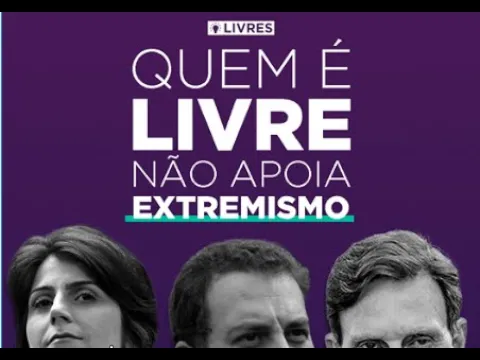 LIVRES
QUEM É
LIVRE
NÃO APOIA
EXTREMISMO